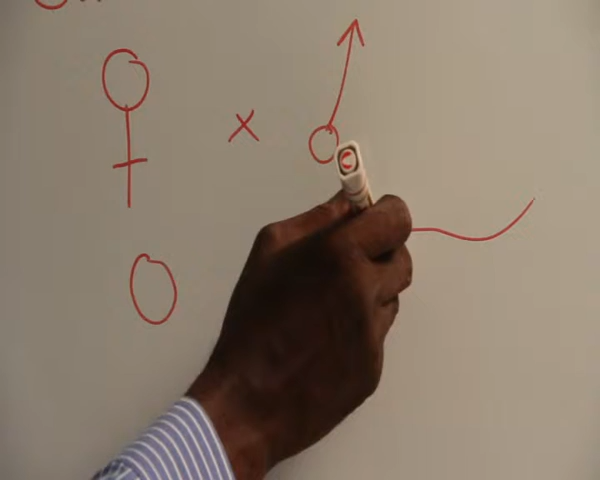 ♀ × ♂